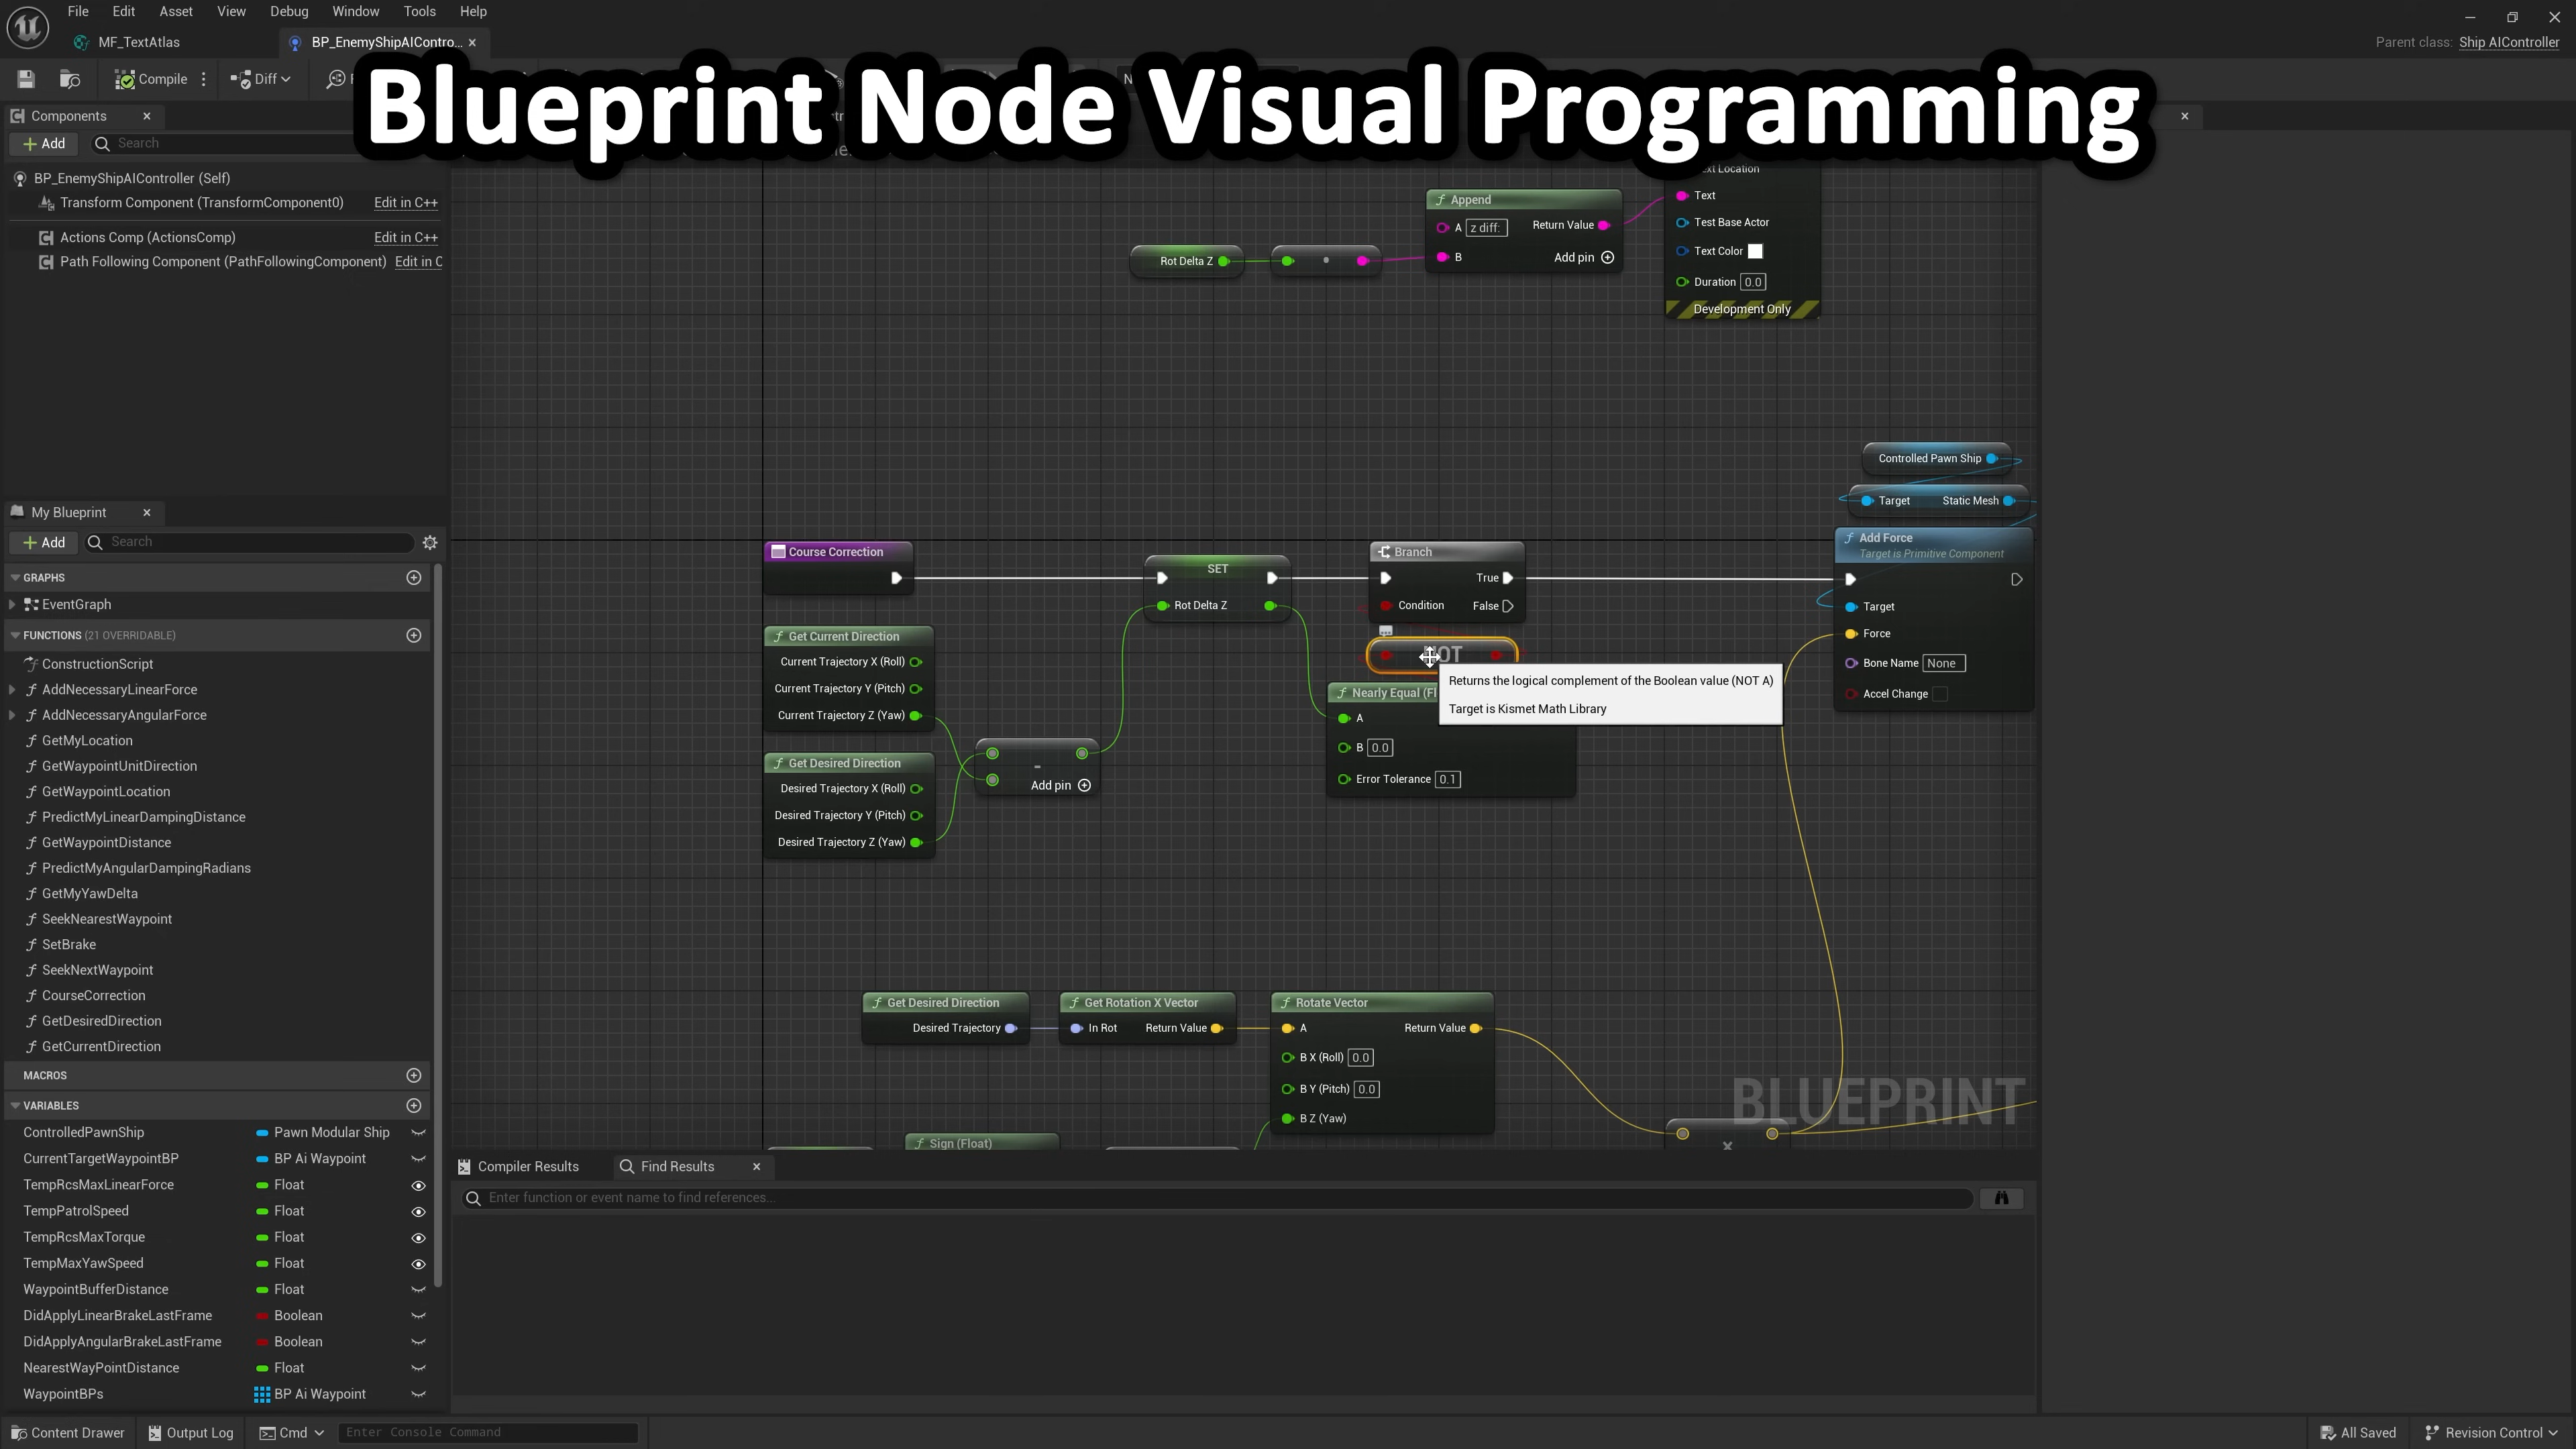 File Edit Asset View Debug Window Tools Help
MF_TextAtlas
BP_EnemyShipAIContro...
Parent class: Ship AIController
Compile
Diff
Blueprint Node Visual Programming
Components
Add
Search
BP_EnemyShipAIController (Self)
Transform Component (TransformComponent0) Edit in C++
Actions Comp (ActionsComp) Edit in C++
Path Following Component (PathFollowingComponent) Edit in C
Text
Test Base Actor
Text Color
Duration 0.0
Development Only
Append
A z diff: Return Value
B Add pin
Rot Delta Z
Controlled Pawn Ship
Target Static Mesh
Add Force
Target is Primitive Component
Target
Force
Bone Name None
Accel Change
Course Correction
SET
Rot Delta Z
Branch
True
Condition False
Returns the logical complement of the Boolean value (NOT A)
Target is Kismet Math Library
Nearly Equal (Fl
A
B 0.0
Error Tolerance 0.1
Get Current Direction
Current Trajectory X (Roll)
Current Trajectory Y (Pitch)
Current Trajectory Z (Yaw)
Get Desired Direction
Desired Trajectory X (Roll)
Desired Trajectory Y (Pitch)
Desired Trajectory Z (Yaw)
-
Add pin
Get Desired Direction
Desired Trajectory
Get Rotation X Vector
In Rot Return Value
Rotate Vector
A Return Value
B X (Roll) 0.0
B Y (Pitch) 0.0
B Z (Yaw)
Sign (Float)
BLUEPRINT
My Blueprint
Add
Search
GRAPHS
EventGraph
FUNCTIONS (21 OVERRIDABLE)
ConstructionScript
AddNecessaryLinearForce
AddNecessaryAngularForce
GetMyLocation
GetWaypointUnitDirection
GetWaypointLocation
PredictMyLinearDampingDistance
GetWaypointDistance
PredictMyAngularDampingRadians
GetMyYawDelta
SeekNearestWaypoint
SetBrake
SeekNextWaypoint
CourseCorrection
GetDesiredDirection
GetCurrentDirection
MACROS
VARIABLES
ControlledPawnShip Pawn Modular Ship
CurrentTargetWaypointBP BP Ai Waypoint
TempRcsMaxLinearForce Float
TempPatrolSpeed Float
TempRcsMaxTorque Float
TempMaxYawSpeed Float
WaypointBufferDistance Float
DidApplyLinearBrakeLastFrame Boolean
DidApplyAngularBrakeLastFrame Boolean
NearestWayPointDistance Float
WaypointBPs BP Ai Waypoint
Compiler Results Find Results
Enter function or event name to find references...
Content Drawer Output Log Cmd Enter Console Command
All Saved Revision Control